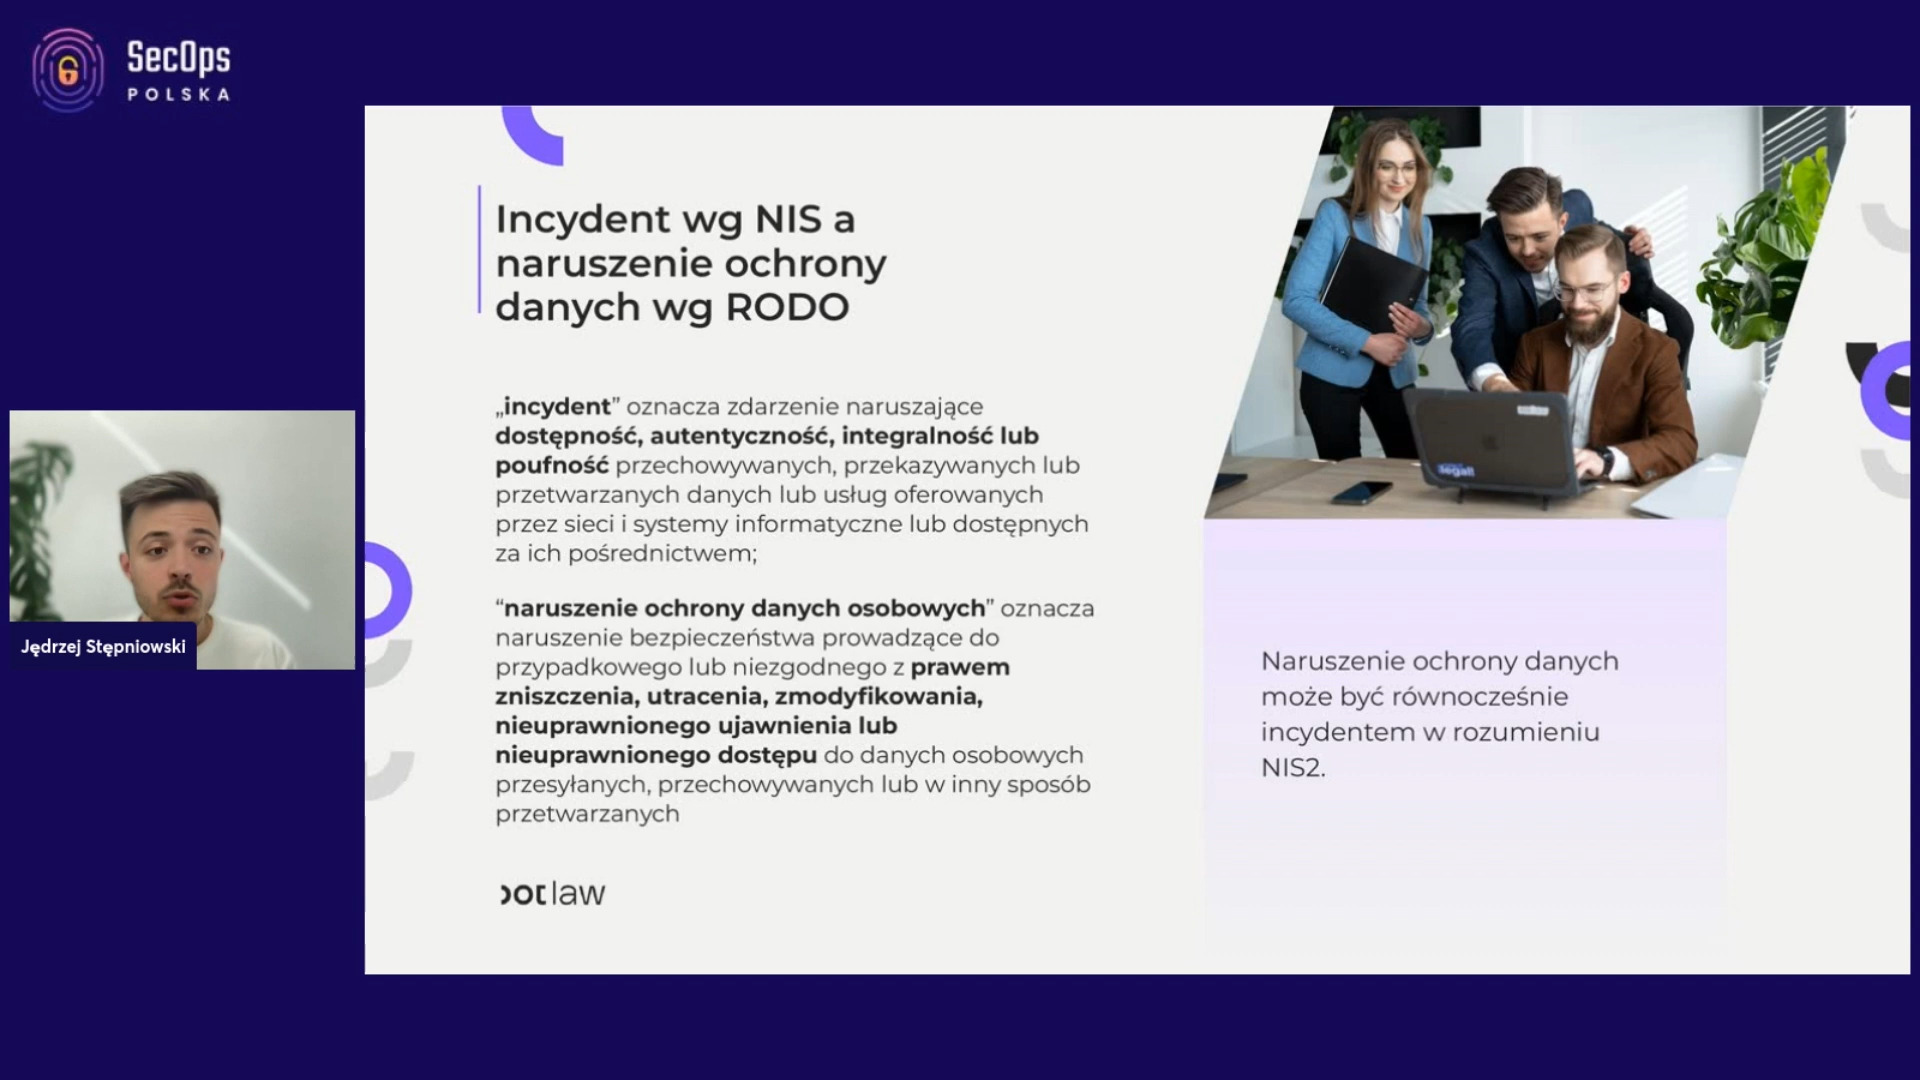 SecOps
POLSKA
Incydent wg NIS a
naruszenie ochrony
danych wg RODO
„incydent” oznacza zdarzenie naruszające
dostępność, autentyczność, integralność lub
poufność przechowywanych, przekazywanych lub
przetwarzanych danych lub usług oferowanych
przez sieci i systemy informatyczne lub dostępnych
za ich pośrednictwem;
“naruszenie ochrony danych osobowych” oznacza
naruszenie bezpieczeństwa prowadzące do
przypadkowego lub niezgodnego z prawem
zniszczenia, utracenia, zmodyfikowania,
nieuprawnionego ujawnienia lub
nieuprawnionego dostępu do danych osobowych
przesyłanych, przechowywanych lub w inny sposób
przetwarzanych
law
legal!
Naruszenie ochrony danych
może być równocześnie
incydentem w rozumieniu
NIS2.
Jędrzej Stępniowski